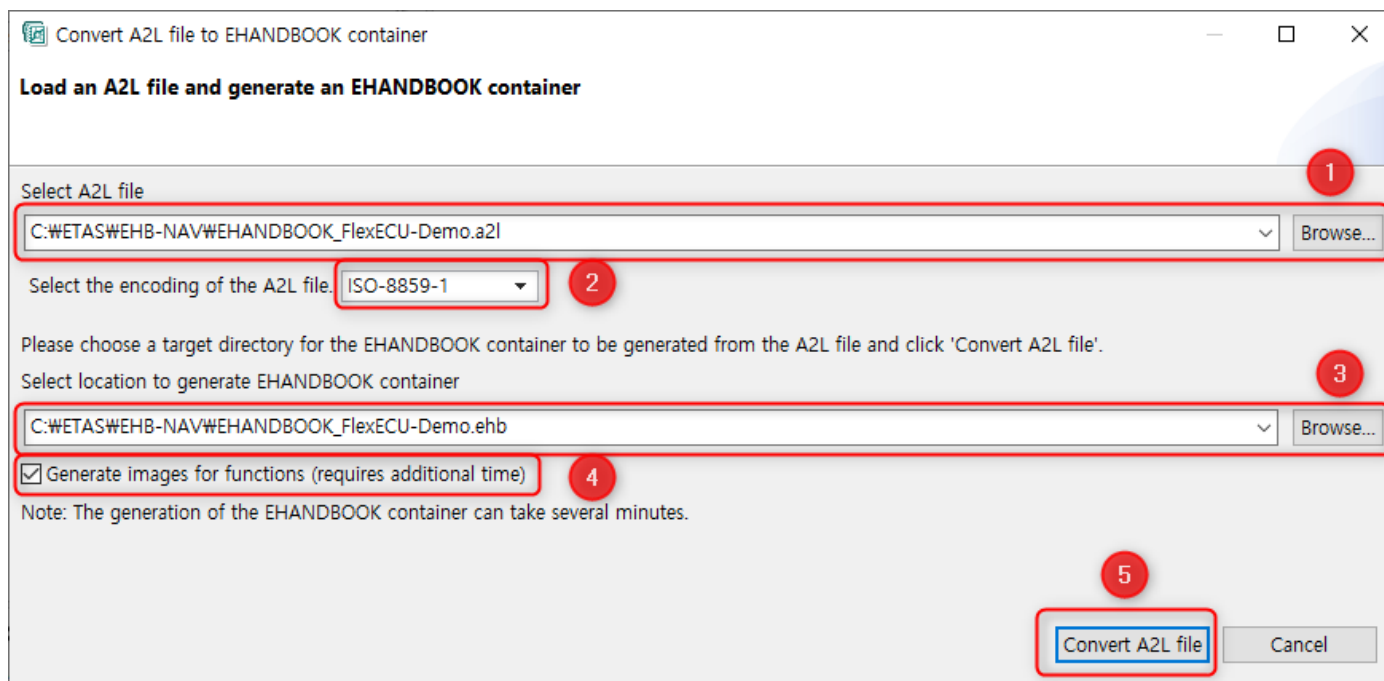 Convert A2L file to EHANDBOOK container
Load an A2L file and generate an EHANDBOOK container
1
Select A2L file
C:₩ETAS₩EHB-NAV₩EHANDBOOK_FlexECU-Demo.a2l
Browse...
Select the encoding of the A2L file. ISO-8859-1
2
Please choose a target directory for the EHANDBOOK container to be generated from the A2L file and click 'Convert A2L file'.
Select location to generate EHANDBOOK container
3
C:₩ETAS₩EHB-NAV₩EHANDBOOK_FlexECU-Demo.ehb
Browse...
Generate images for functions (requires additional time)
4
Note: The generation of the EHANDBOOK container can take several minutes.
5
Convert A2L file
Cancel